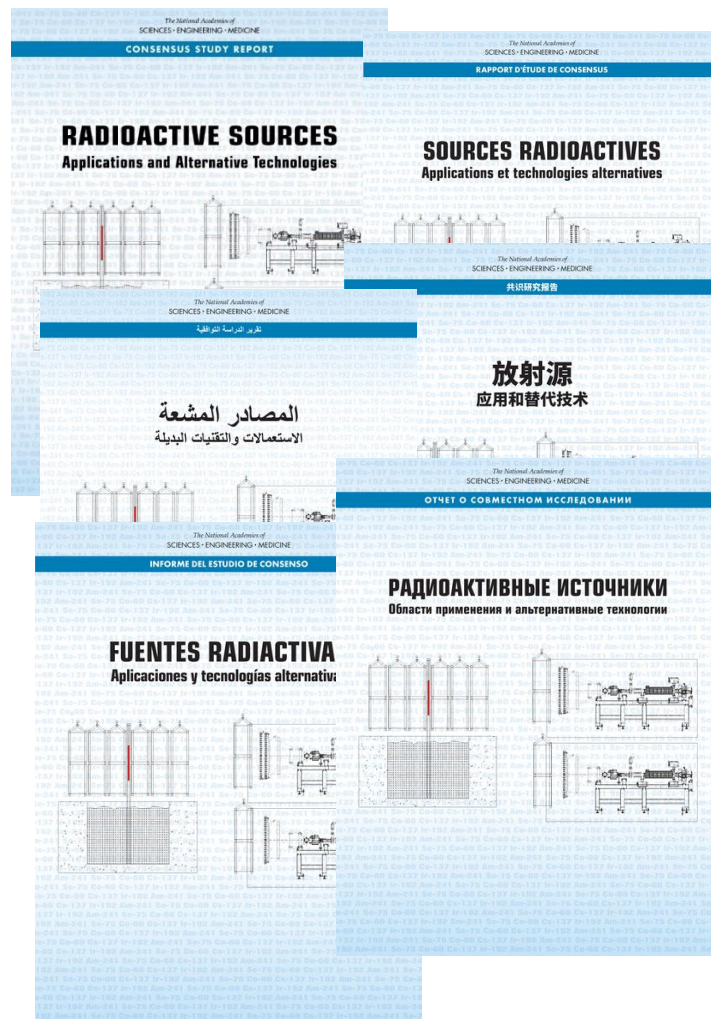 The National Academies of
SCIENCES • ENGINEERING • MEDICINE
CONSENSUS STUDY REPORT
RADIOACTIVE SOURCES
Applications and Alternative Technologies
The National Academies of
SCIENCES • ENGINEERING • MEDICINE
RAPPORT D'ÉTUDE DE CONSENSUS
SOURCES RADIOACTIVES
Applications et technologies alternatives
The National Academies of
SCIENCES • ENGINEERING • MEDICINE
共识研究报告
放射源
应用和替代技术
The National Academies of
SCIENCES • ENGINEERING • MEDICINE
تقرير الدراسة التوافقية
المصادر المشعة
الاستعمالات والتقنيات البديلة
The National Academies of
SCIENCES • ENGINEERING • MEDICINE
ОТЧЕТ О СОВМЕСТНОМ ИССЛЕДОВАНИИ
РАДИОАКТИВНЫЕ ИСТОЧНИКИ
Области применения и альтернативные технологии
The National Academies of
SCIENCES • ENGINEERING • MEDICINE
INFORME DEL ESTUDIO DE CONSENSO
FUENTES RADIACTIVA
Aplicaciones y tecnologías alternativa